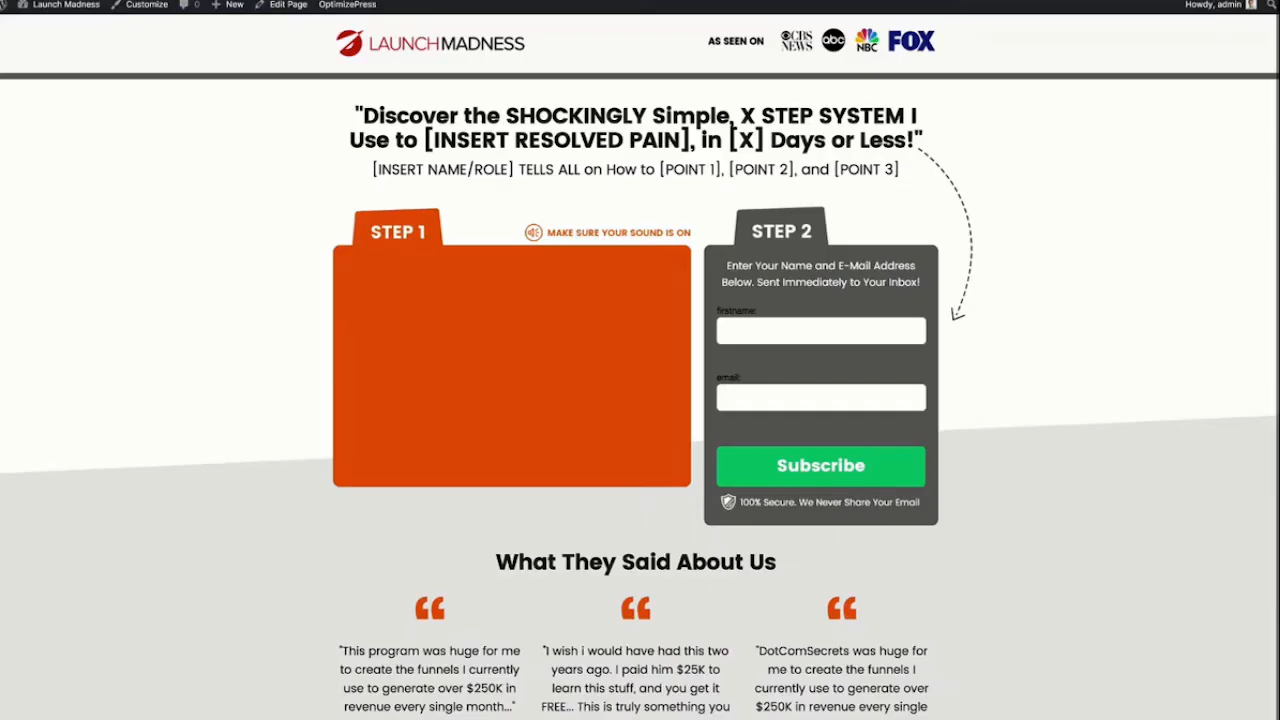 Launch Madness Customize 0 New Edit Page OptimizePress Howdy, admin
LAUNCHMADNESS
AS SEEN ON CBS NEWS abc NBC FOX
"Discover the SHOCKINGLY Simple, X STEP SYSTEM I
Use to [INSERT RESOLVED PAIN], in [X] Days or Less!"
[INSERT NAME/ROLE] TELLS ALL on How to [POINT 1], [POINT 2], and [POINT 3]
STEP 1
MAKE SURE YOUR SOUND IS ON
STEP 2
Enter Your Name and E-Mail Address
Below. Sent Immediately to Your Inbox!
firstname:
email:
Subscribe
100% Secure. We Never Share Your Email
What They Said About Us
"This program was huge for me
to create the funnels I currently
use to generate over $250K in
revenue every single month..."
"I wish i would have had this two
years ago. I paid him $25K to
learn this stuff, and you get it
FREE... This is truly something you
"DotComSecrets was huge for
me to create the funnels I
currently use to generate over
$250K in revenue every single